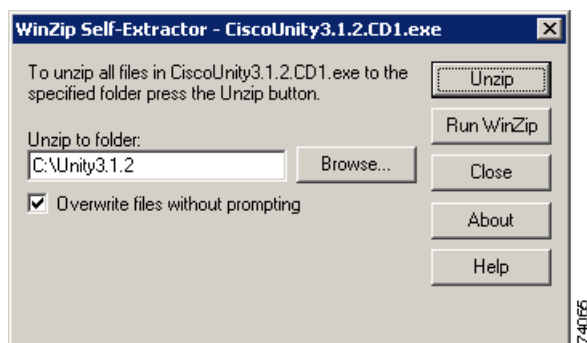 WinZip Self-Extractor - CiscoUnity3.1.2.CD1.exe
To unzip all files in CiscoUnity3.1.2.CD1.exe to the
specified folder press the Unzip button.
Unzip to folder:
C:\Unity3.1.2
Browse...
Overwrite files without prompting
Unzip
Run WinZip
Close
About
Help
74065